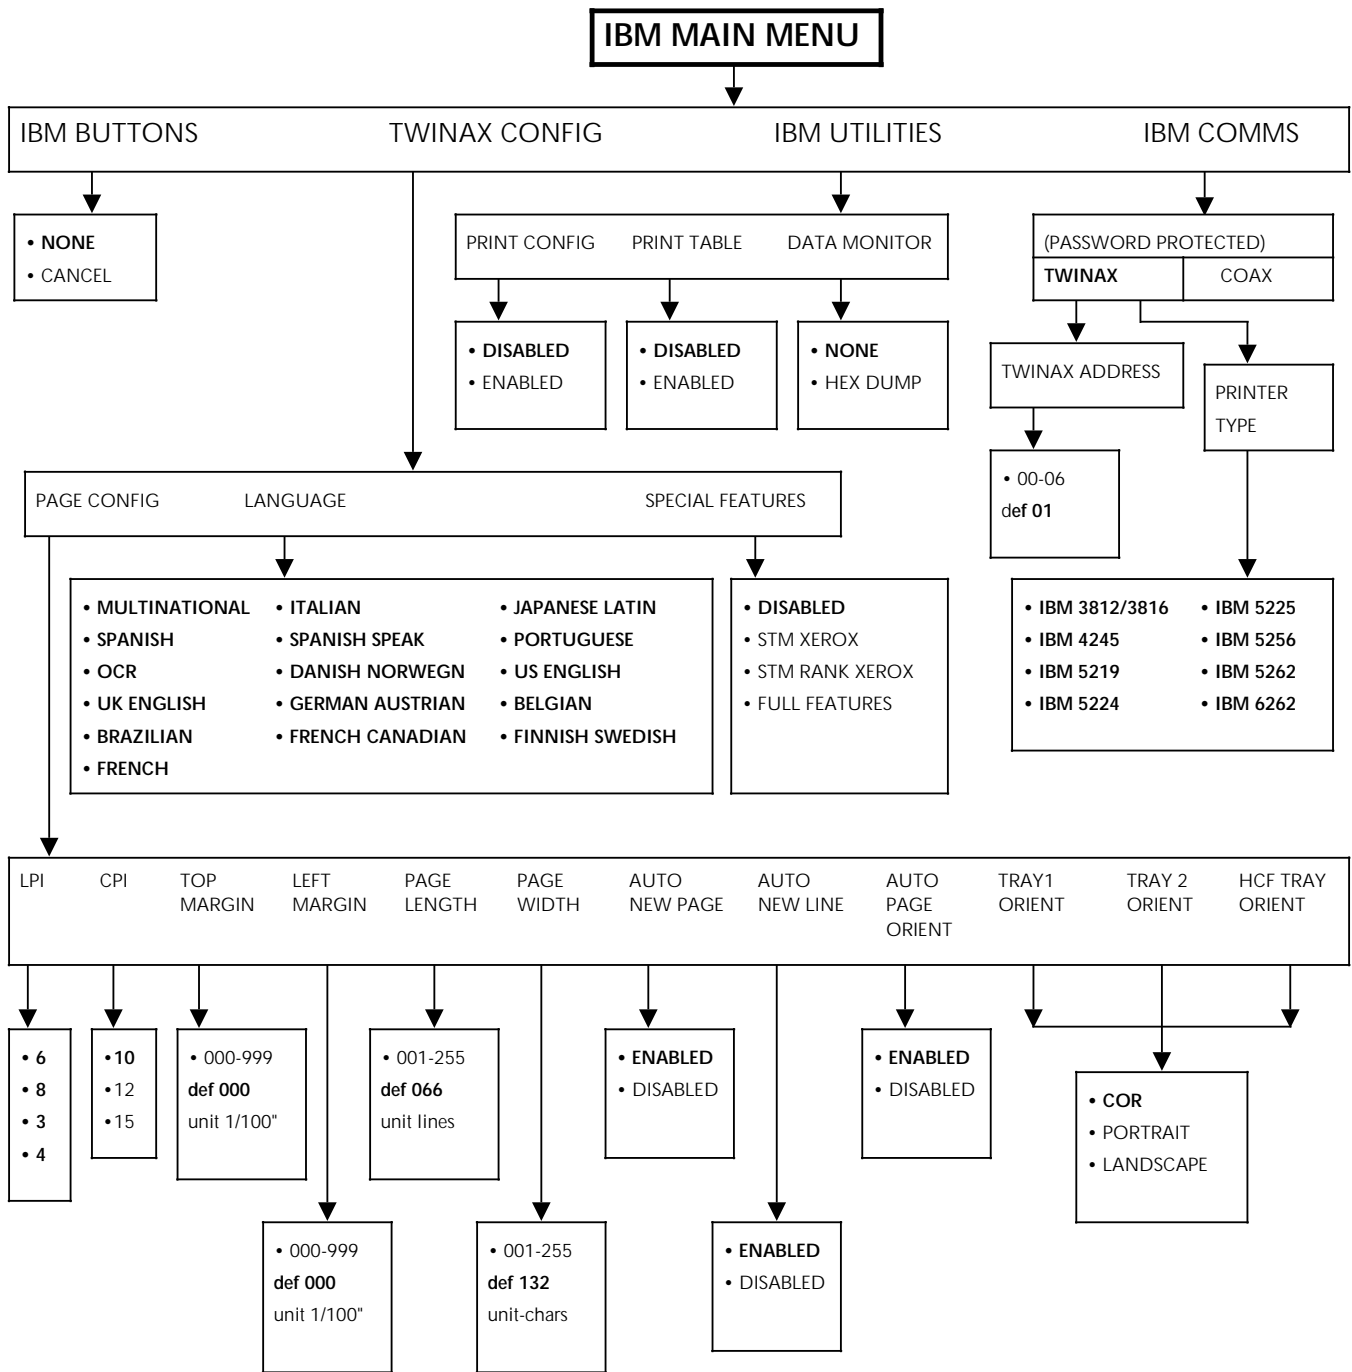 IBM MAIN MENU
IBM BUTTONS TWINAX CONFIG IBM UTILITIES IBM COMMS
• NONE
• CANCEL
PRINT CONFIG PRINT TABLE DATA MONITOR
• DISABLED
• ENABLED
• DISABLED
• ENABLED
• NONE
• HEX DUMP
(PASSWORD PROTECTED)
TWINAX COAX
TWINAX ADDRESS
• 00-06
def 01
PRINTER
TYPE
• IBM 3812/3816 • IBM 5225
• IBM 4245 • IBM 5256
• IBM 5219 • IBM 5262
• IBM 5224 • IBM 6262
PAGE CONFIG LANGUAGE SPECIAL FEATURES
• MULTINATIONAL • ITALIAN • JAPANESE LATIN
• SPANISH • SPANISH SPEAK • PORTUGUESE
• OCR • DANISH NORWEGN • US ENGLISH
• UK ENGLISH • GERMAN AUSTRIAN • BELGIAN
• BRAZILIAN • FRENCH CANADIAN • FINNISH SWEDISH
• FRENCH
• DISABLED
• STM XEROX
• STM RANK XEROX
• FULL FEATURES
LPI
CPI
TOP
MARGIN
LEFT
MARGIN
PAGE
LENGTH
PAGE
WIDTH
AUTO
NEW PAGE
AUTO
NEW LINE
AUTO
PAGE
ORIENT
TRAY1
ORIENT
TRAY 2
ORIENT
HCF TRAY
ORIENT
• 6
• 8
• 3
• 4
•10
•12
•15
• 000-999
def 000
unit 1/100"
• 001-255
def 066
unit lines
• ENABLED
• DISABLED
• ENABLED
• DISABLED
• COR
• PORTRAIT
• LANDSCAPE
• 000-999
def 000
unit 1/100"
• 001-255
def 132
unit-chars
• ENABLED
• DISABLED